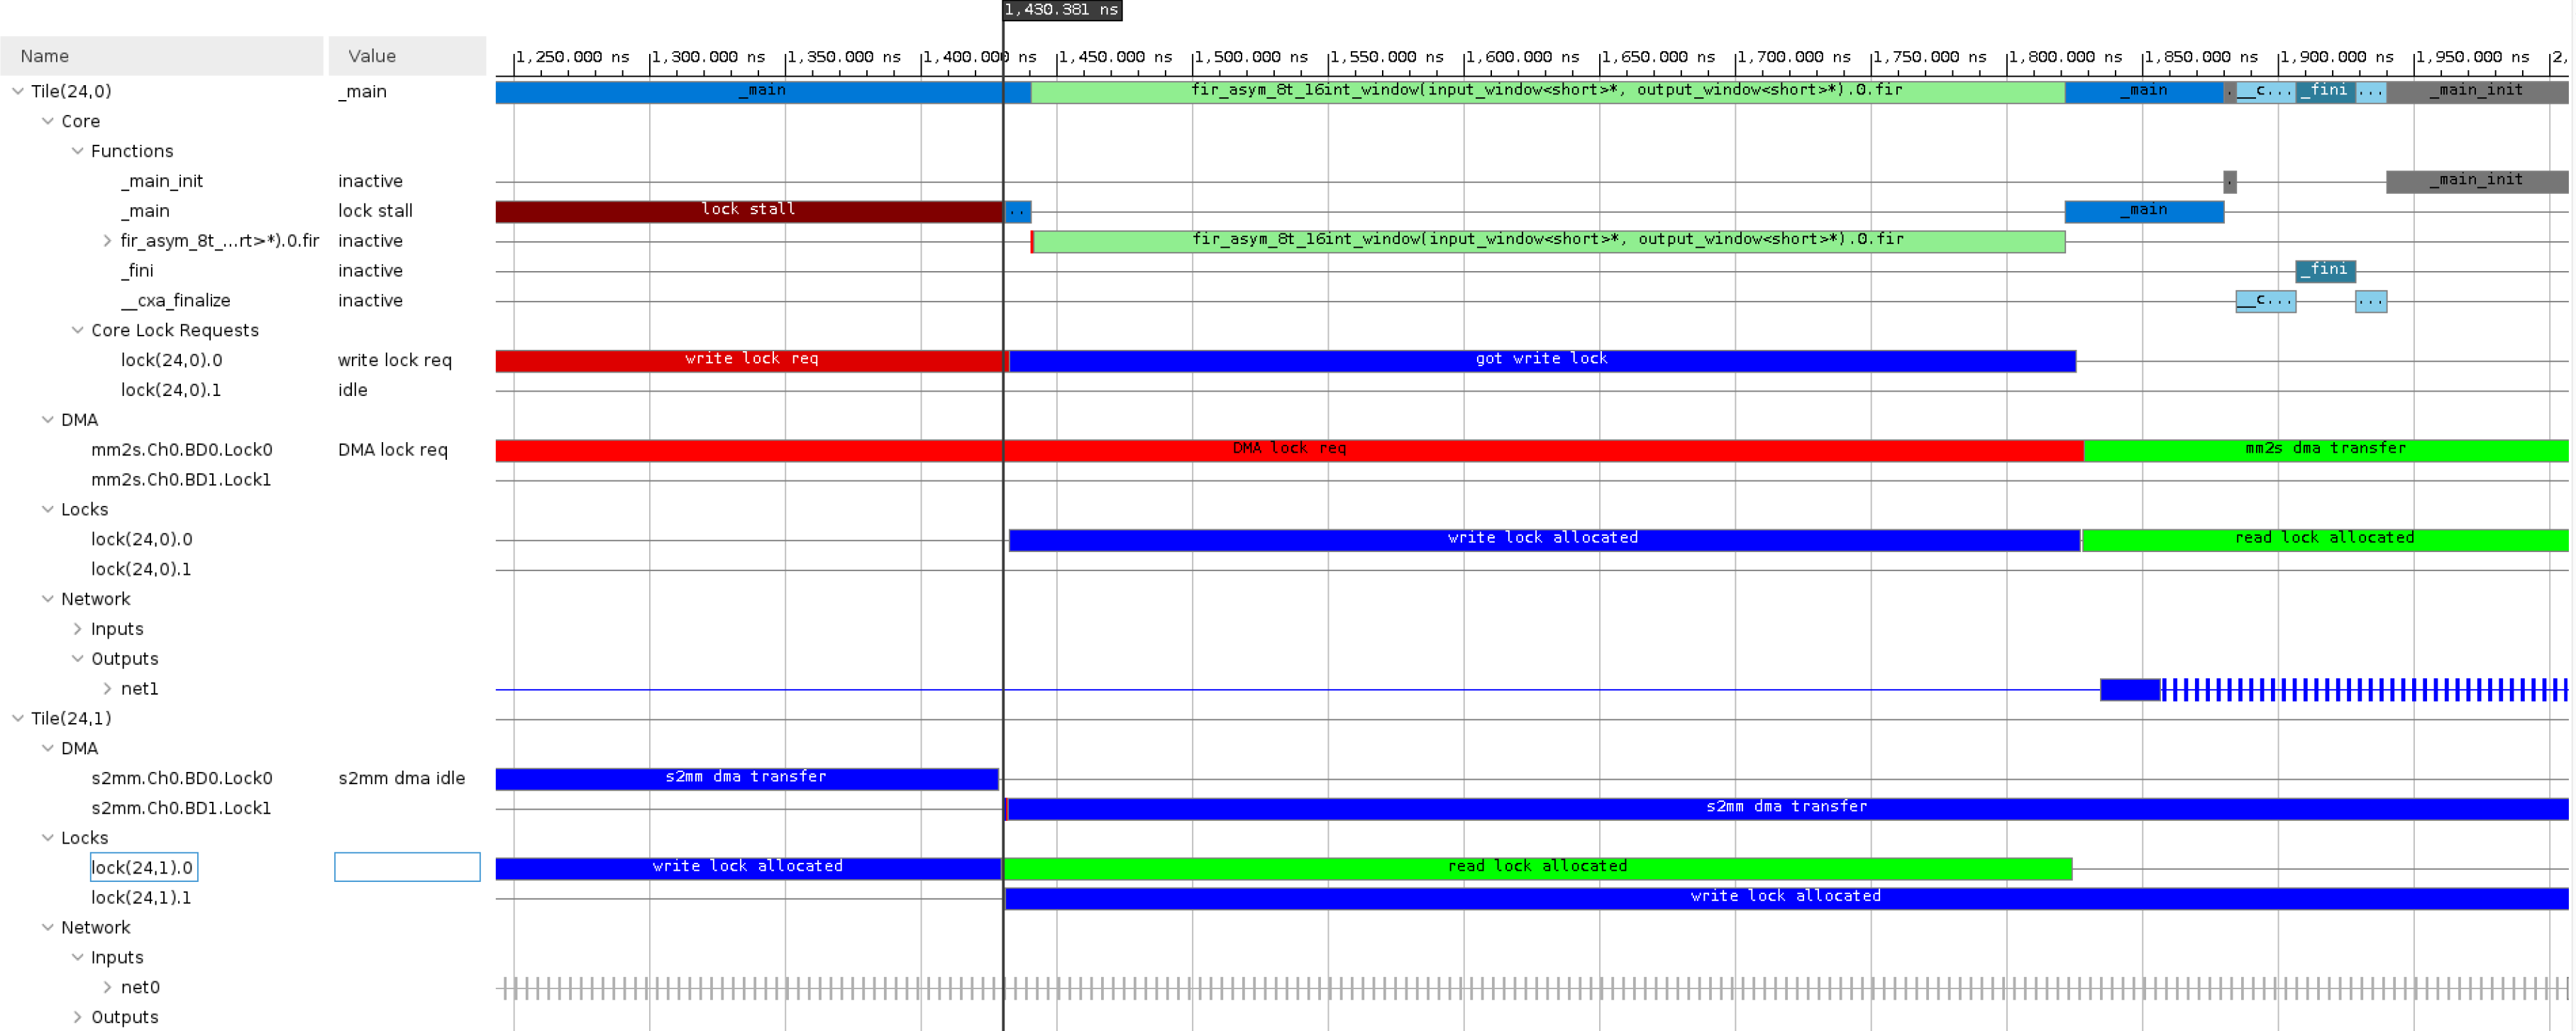 1,430.381 ns
Name Value 1,250.000 ns 1,300.000 ns 1,350.000 ns 1,400.000 ns 1,450.000 ns 1,500.000 ns 1,550.000 ns 1,600.000 ns 1,650.000 ns 1,700.000 ns 1,750.000 ns 1,800.000 ns 1,850.000 ns 1,900.000 ns 1,950.000 ns 2,
Tile(24,0) _main _main fir_asym_8t_16int_window(input_window<short>*, output_window<short>*).0.fir _main . __c... _fini ... _main_init
Core
Functions
_main_init inactive . _main_init
_main lock stall lock stall .. _main
fir_asym_8t_...rt>*).0.fir inactive fir_asym_8t_16int_window(input_window<short>*, output_window<short>*).0.fir
_fini inactive _fini
__cxa_finalize inactive __c... ...
Core Lock Requests
lock(24,0).0 write lock req write lock req got write lock
lock(24,0).1 idle
DMA
mm2s.Ch0.BD0.Lock0 DMA lock req DMA lock req mm2s dma transfer
mm2s.Ch0.BD1.Lock1
Locks
lock(24,0).0 write lock allocated read lock allocated
lock(24,0).1
Network
Inputs
Outputs
net1
Tile(24,1)
DMA
s2mm.Ch0.BD0.Lock0 s2mm dma idle s2mm dma transfer
s2mm.Ch0.BD1.Lock1 s2mm dma transfer
Locks
lock(24,1).0 write lock allocated read lock allocated
lock(24,1).1 write lock allocated
Network
Inputs
net0
Outputs